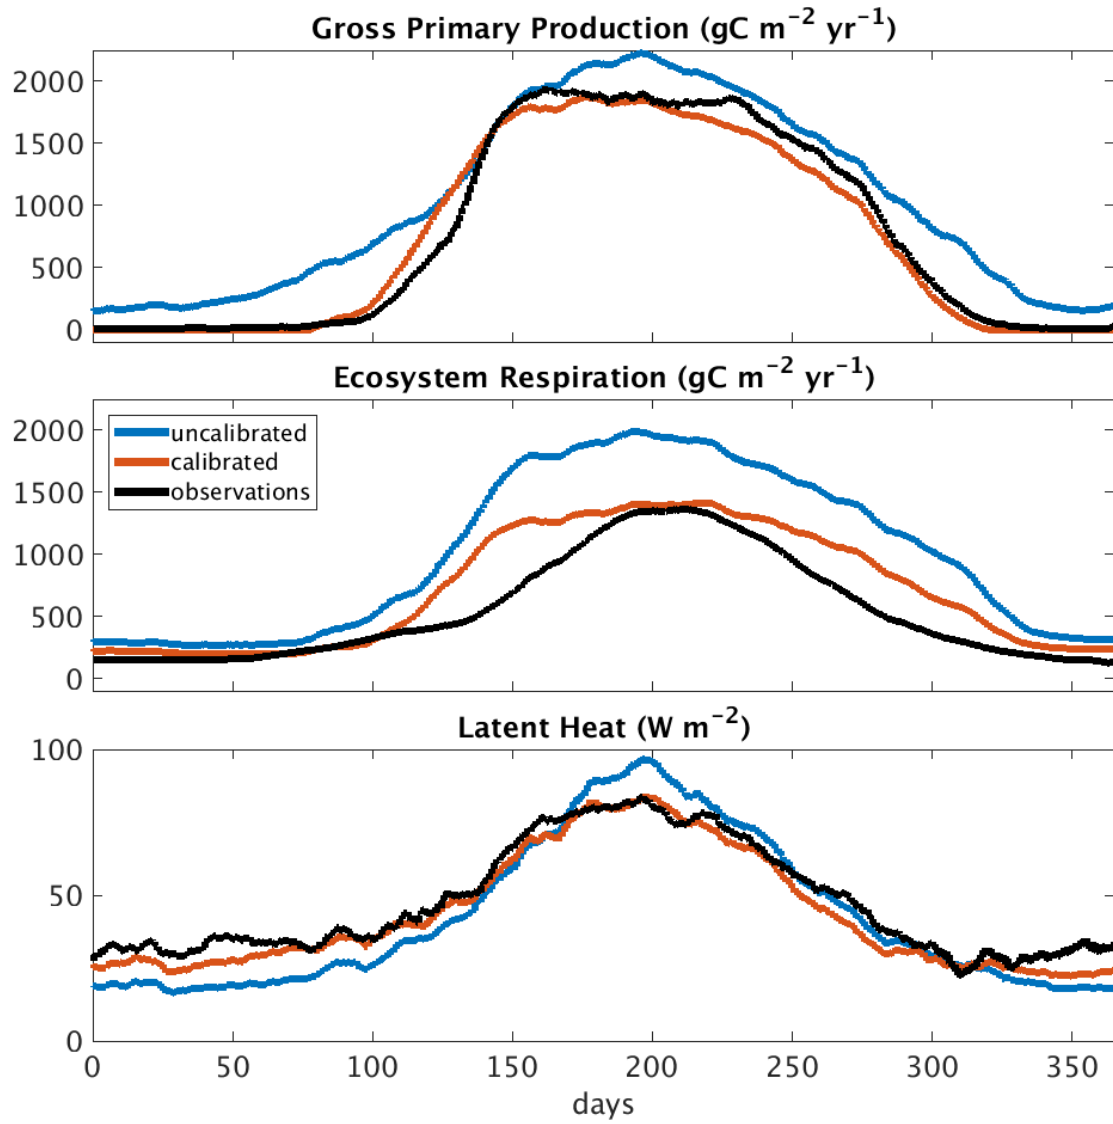 Gross Primary Production (gC m⁻² yr⁻¹)
2000
1500
1000
500
0
Ecosystem Respiration (gC m⁻² yr⁻¹)
2000
1500
1000
500
0
uncalibrated
calibrated
observations
Latent Heat (W m⁻²)
100
50
0
0 50 100 150 200 250 300 350
days